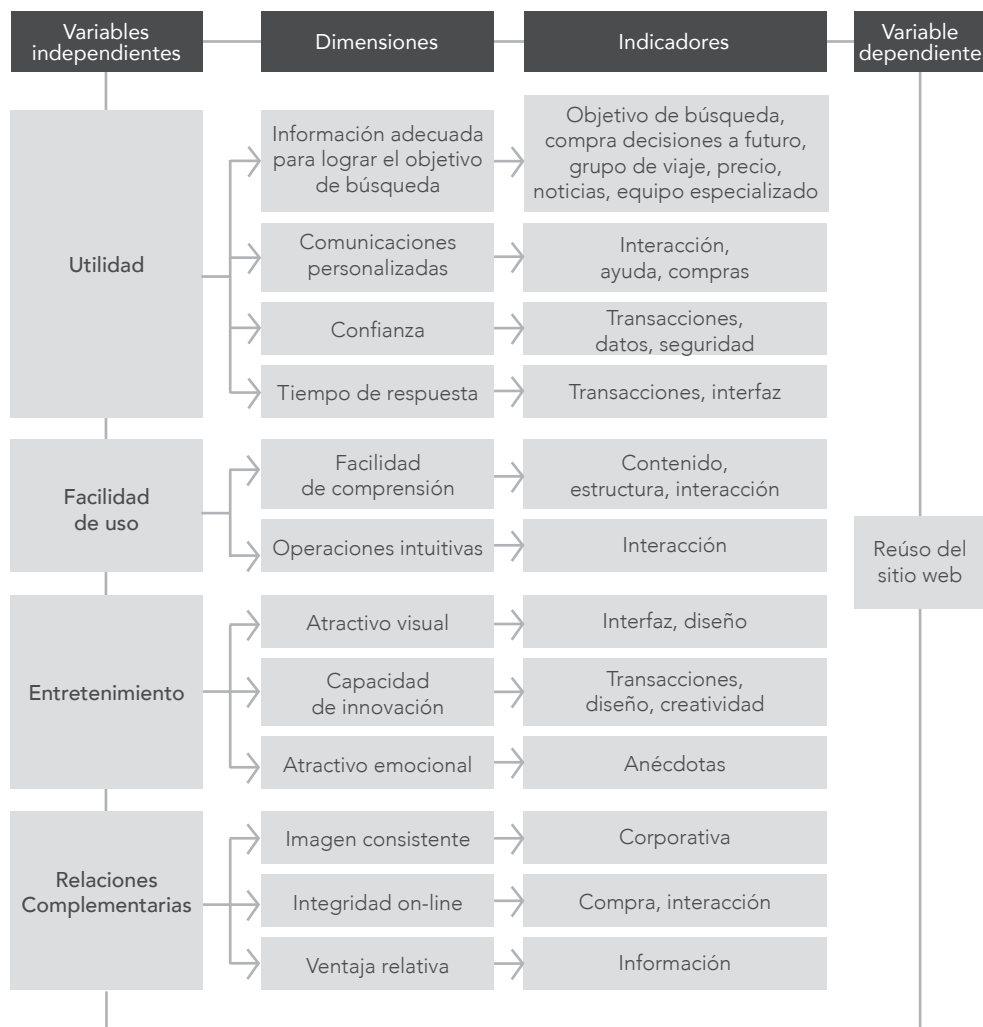 Variables
independientes
Dimensiones
Indicadores
Variable
dependiente
Utilidad
Información adecuada
para lograr el objetivo
de búsqueda
Objetivo de búsqueda,
compra decisiones a futuro,
grupo de viaje, precio,
noticias, equipo especializado
Comunicaciones
personalizadas
Interacción,
ayuda, compras
Confianza
Transacciones,
datos, seguridad
Tiempo de respuesta
Transacciones, interfaz
Facilidad
de uso
Facilidad
de comprensión
Contenido,
estructura, interacción
Operaciones intuitivas
Interacción
Reúso del
sitio web
Entretenimiento
Atractivo visual
Interfaz, diseño
Capacidad
de innovación
Transacciones,
diseño, creatividad
Atractivo emocional
Anécdotas
Relaciones
Complementarias
Imagen consistente
Corporativa
Integridad on-line
Compra, interacción
Ventaja relativa
Información